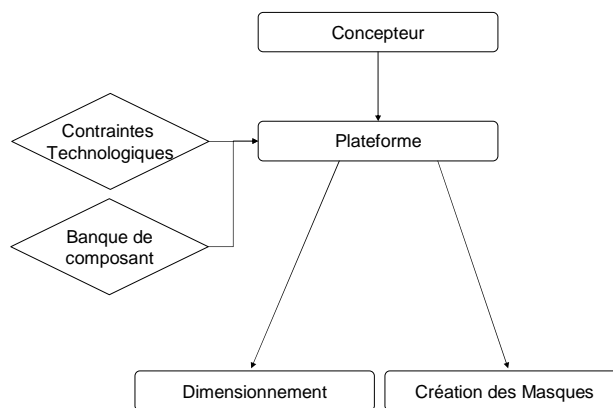 Concepteur
Contraintes
Technologiques
Plateforme
Banque de
composant
Dimensionnement
Création des Masques